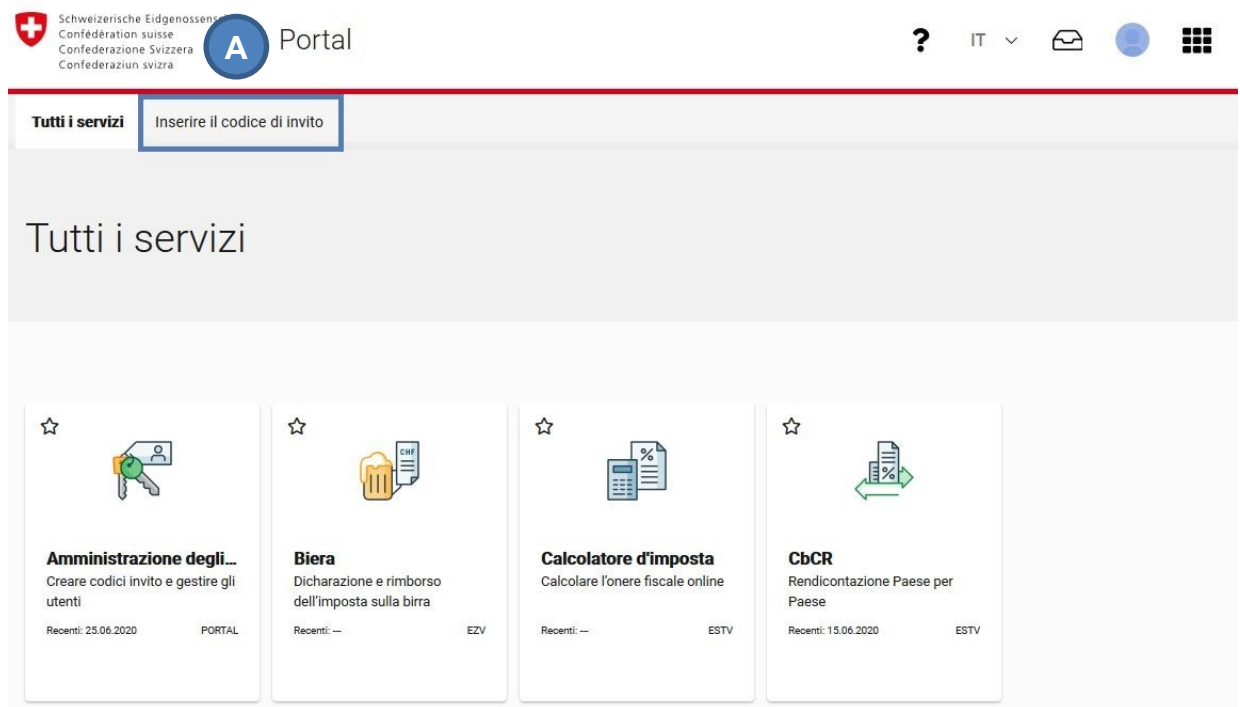 Schweizerische
Confédération suisse
Confederazione Svizzera
Confederaziun svizra
A
Portal
?
IT
Tutti i servizi
Inserire il codice di invito
Tutti i servizi
CHF
%
%
Amministrazione degli...
Creare codici invito e gestire gli
utenti
Recenti: 25.06.2020
PORTAL
Biera
Dicharazione e rimborso
dell'imposta sulla birra
Recenti: --
EZV
Calcolatore d'imposta
Calcolare l'onere fiscale online
Recenti: --
ESTV
CbCR
Rendicontazione Paese per
Paese
Recenti: 15.06.2020
ESTV